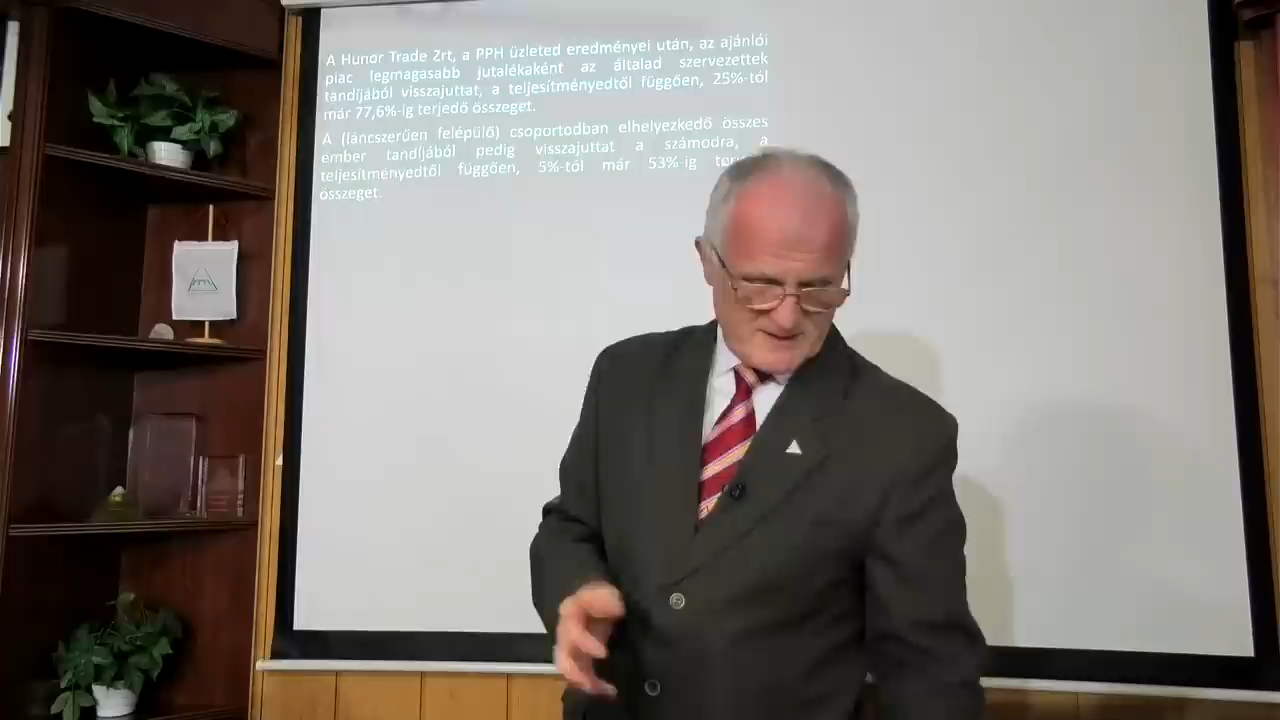 A Hunor Trade Zrt, a PPH üzleted eredményei után, az ajánlói
piac legmagasabb jutalékaként az általad szervezettek
tandíjából visszajuttat, a teljesítményedtől függően, 25%-tól
már 77,6%-ig terjedő összeget.
A (láncszerűen felépülő) csoportodban elhelyezkedő összes
ember tandíjából pedig visszajuttat a számodra, a
teljesítményedtől függően, 5%-tól már 53%-ig
összeget.